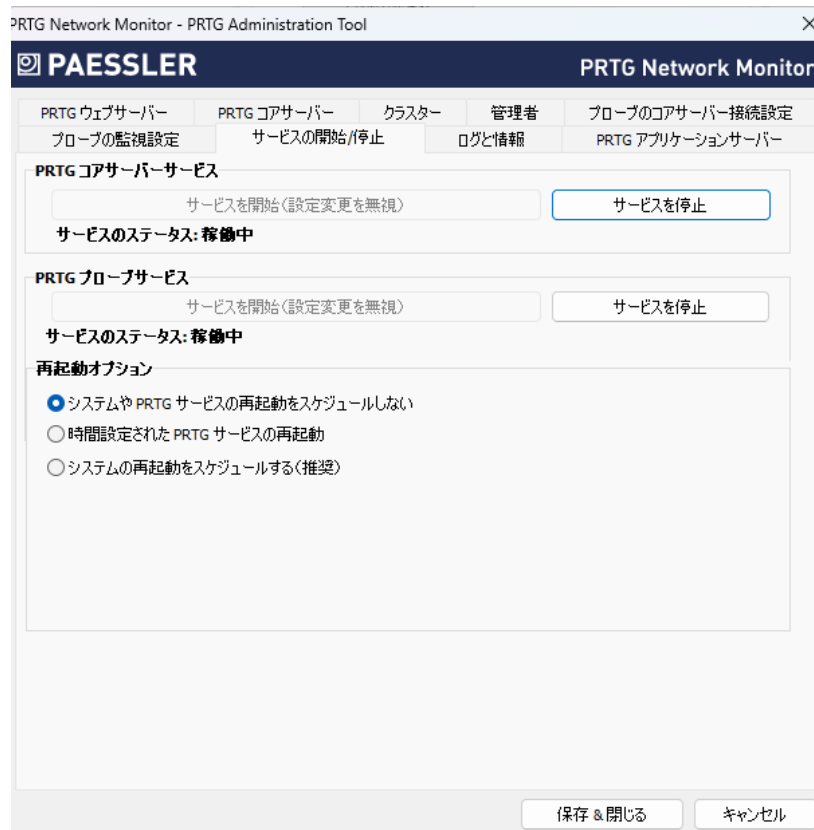 PRTG Network Monitor - PRTG Administration Tool
PAESSLER
PRTG Network Monitor
PRTG ウェブサーバー PRTG コアサーバー クラスター 管理者 プローブのコアサーバー接続設定
プローブの監視設定 サービスの開始/停止 ログと情報 PRTG アプリケーションサーバー
PRTG コアサーバーサービス
サービスを開始(設定変更を無視) サービスを停止
サービスのステータス: 稼働中
PRTG プローブサービス
サービスを開始(設定変更を無視) サービスを停止
サービスのステータス: 稼働中
再起動オプション
システムや PRTG サービスの再起動をスケジュールしない
時間設定された PRTG サービスの再起動
システムの再起動をスケジュールする(推奨)
保存 & 閉じる キャンセル